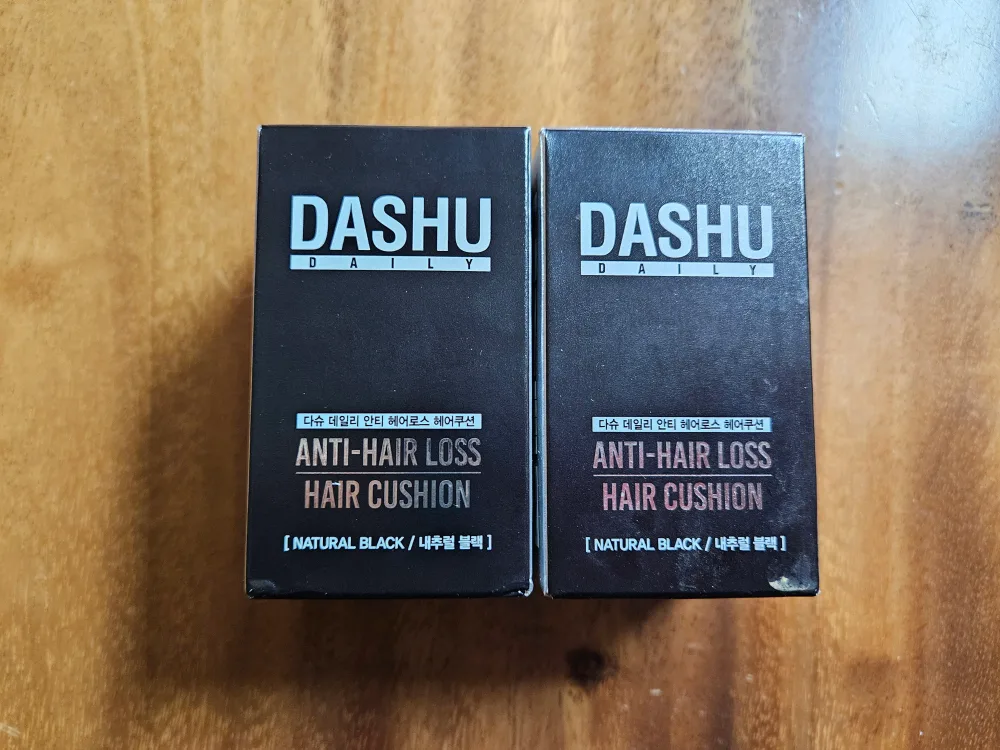 DASHU
DAILY
다슈 데일리 안티 헤어로스 헤어쿠션
ANTI-HAIR LOSS
HAIR CUSHION
[ NATURAL BLACK / 내추럴 블랙 ]
DASHU
DAILY
다슈 데일리 안티 헤어로스 헤어쿠션
ANTI-HAIR LOSS
HAIR CUSHION
[ NATURAL BLACK / 내추럴 블랙 ]